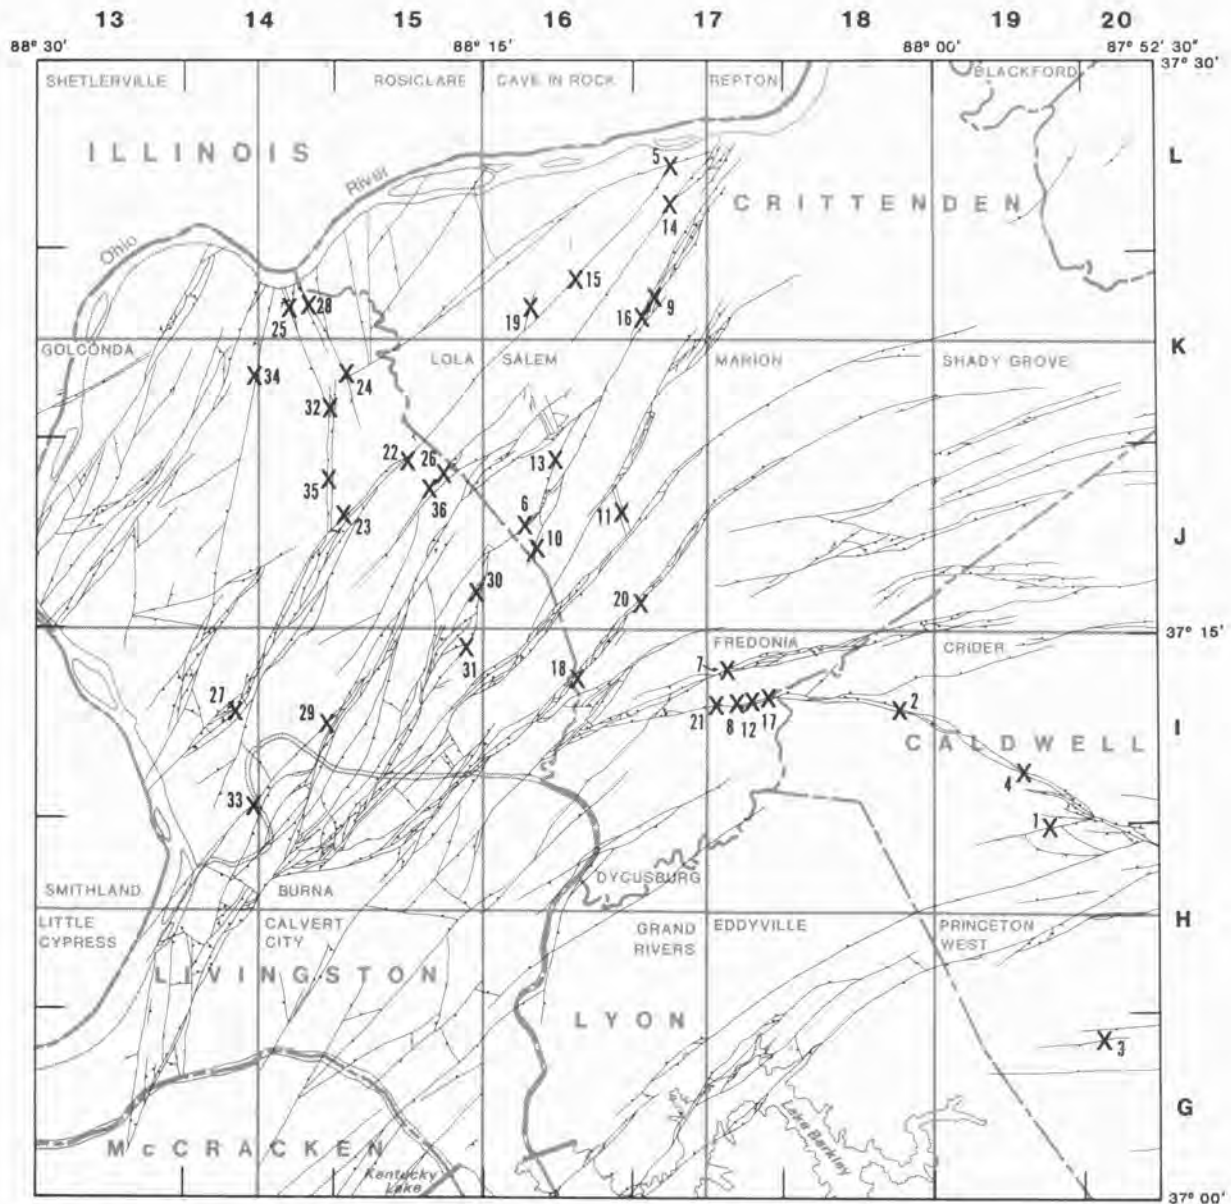 13 14 15 16 17 18 19 20
88° 30' 88° 15' 88° 00' 87° 52' 30"
37° 30'
SHETLERVILLE ROSICLARE CAVE IN ROCK REPTON BLACKFORD
ILLINOIS
River
5
L
CRITTENDEN
14
Ohio
15
28
25
19
16 9
GOLCONDA LOLA SALEM MARION SHADY GROVE
K
34 24
32
22 26 13
35 36
6 11
23 10
J
30
20
37° 15'
FREDONIA CRIDER
31 18 7
27 29 21 8 12 17 2
I
CALDWELL
4
33
1
DYCUSBURG
SMITHLAND BURNA
LITTLE
CYPRESS
CALVERT
CITY
GRAND
RIVERS
EDDYVILLE
PRINCETON
WEST
H
LIVINGSTON
LYON
3
G
Lake Barkley
McCRACKEN
Kentucky
Lake
37° 00'